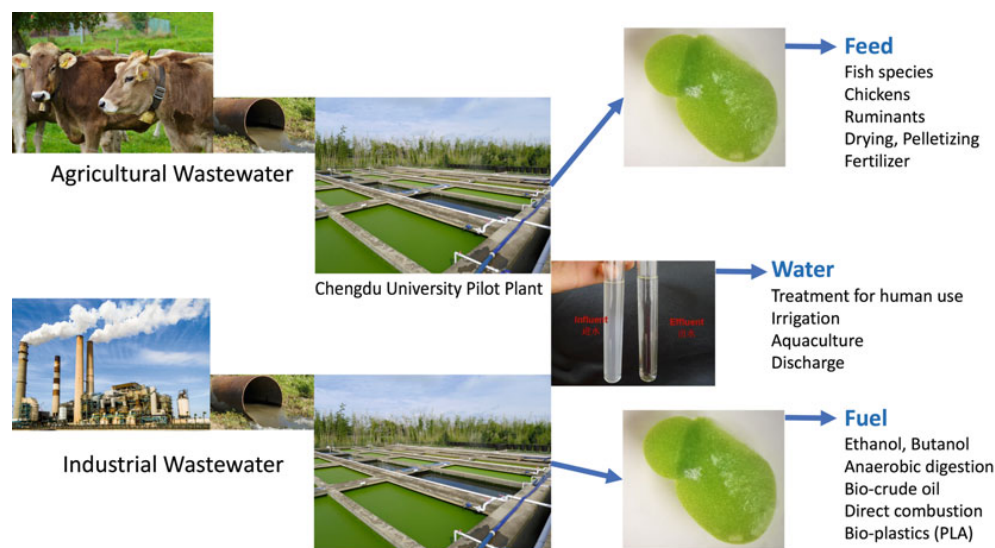 Agricultural Wastewater
Chengdu University Pilot Plant
Industrial Wastewater
Feed
Fish species
Chickens
Ruminants
Drying, Pelletizing
Fertilizer
Influent
Effluent
Water
Treatment for human use
Irrigation
Aquaculture
Discharge
Fuel
Ethanol, Butanol
Anaerobic digestion
Bio-crude oil
Direct combustion
Bio-plastics (PLA)